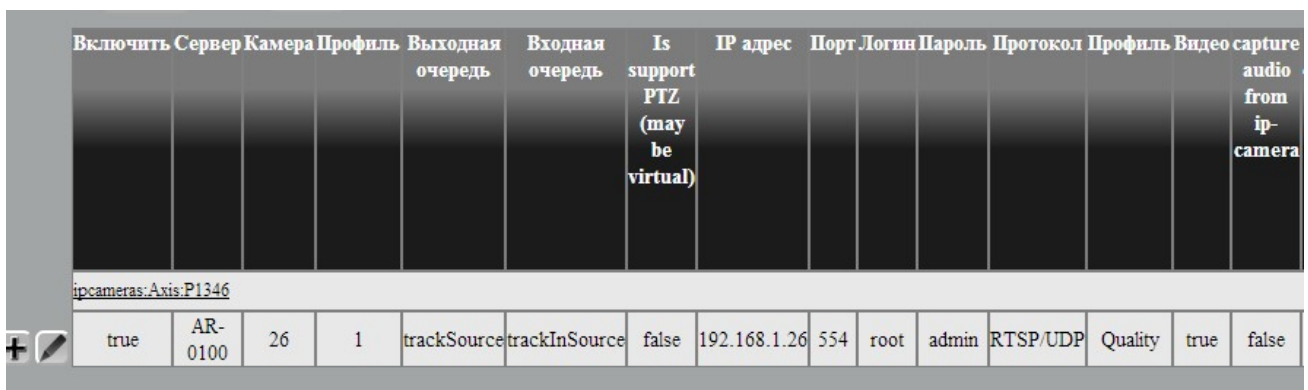 Включить Сервер Камера Профиль Выходная очередь Входная очередь Is support PTZ (may be virtual) IP адрес Порт Логин Пароль Протокол Профиль Видео capture audio from ip-camera
ipcameras:Axis:P1346
true AR-0100 26 1 trackSource trackInSource false 192.168.1.26 554 root admin RTSP/UDP Quality true false